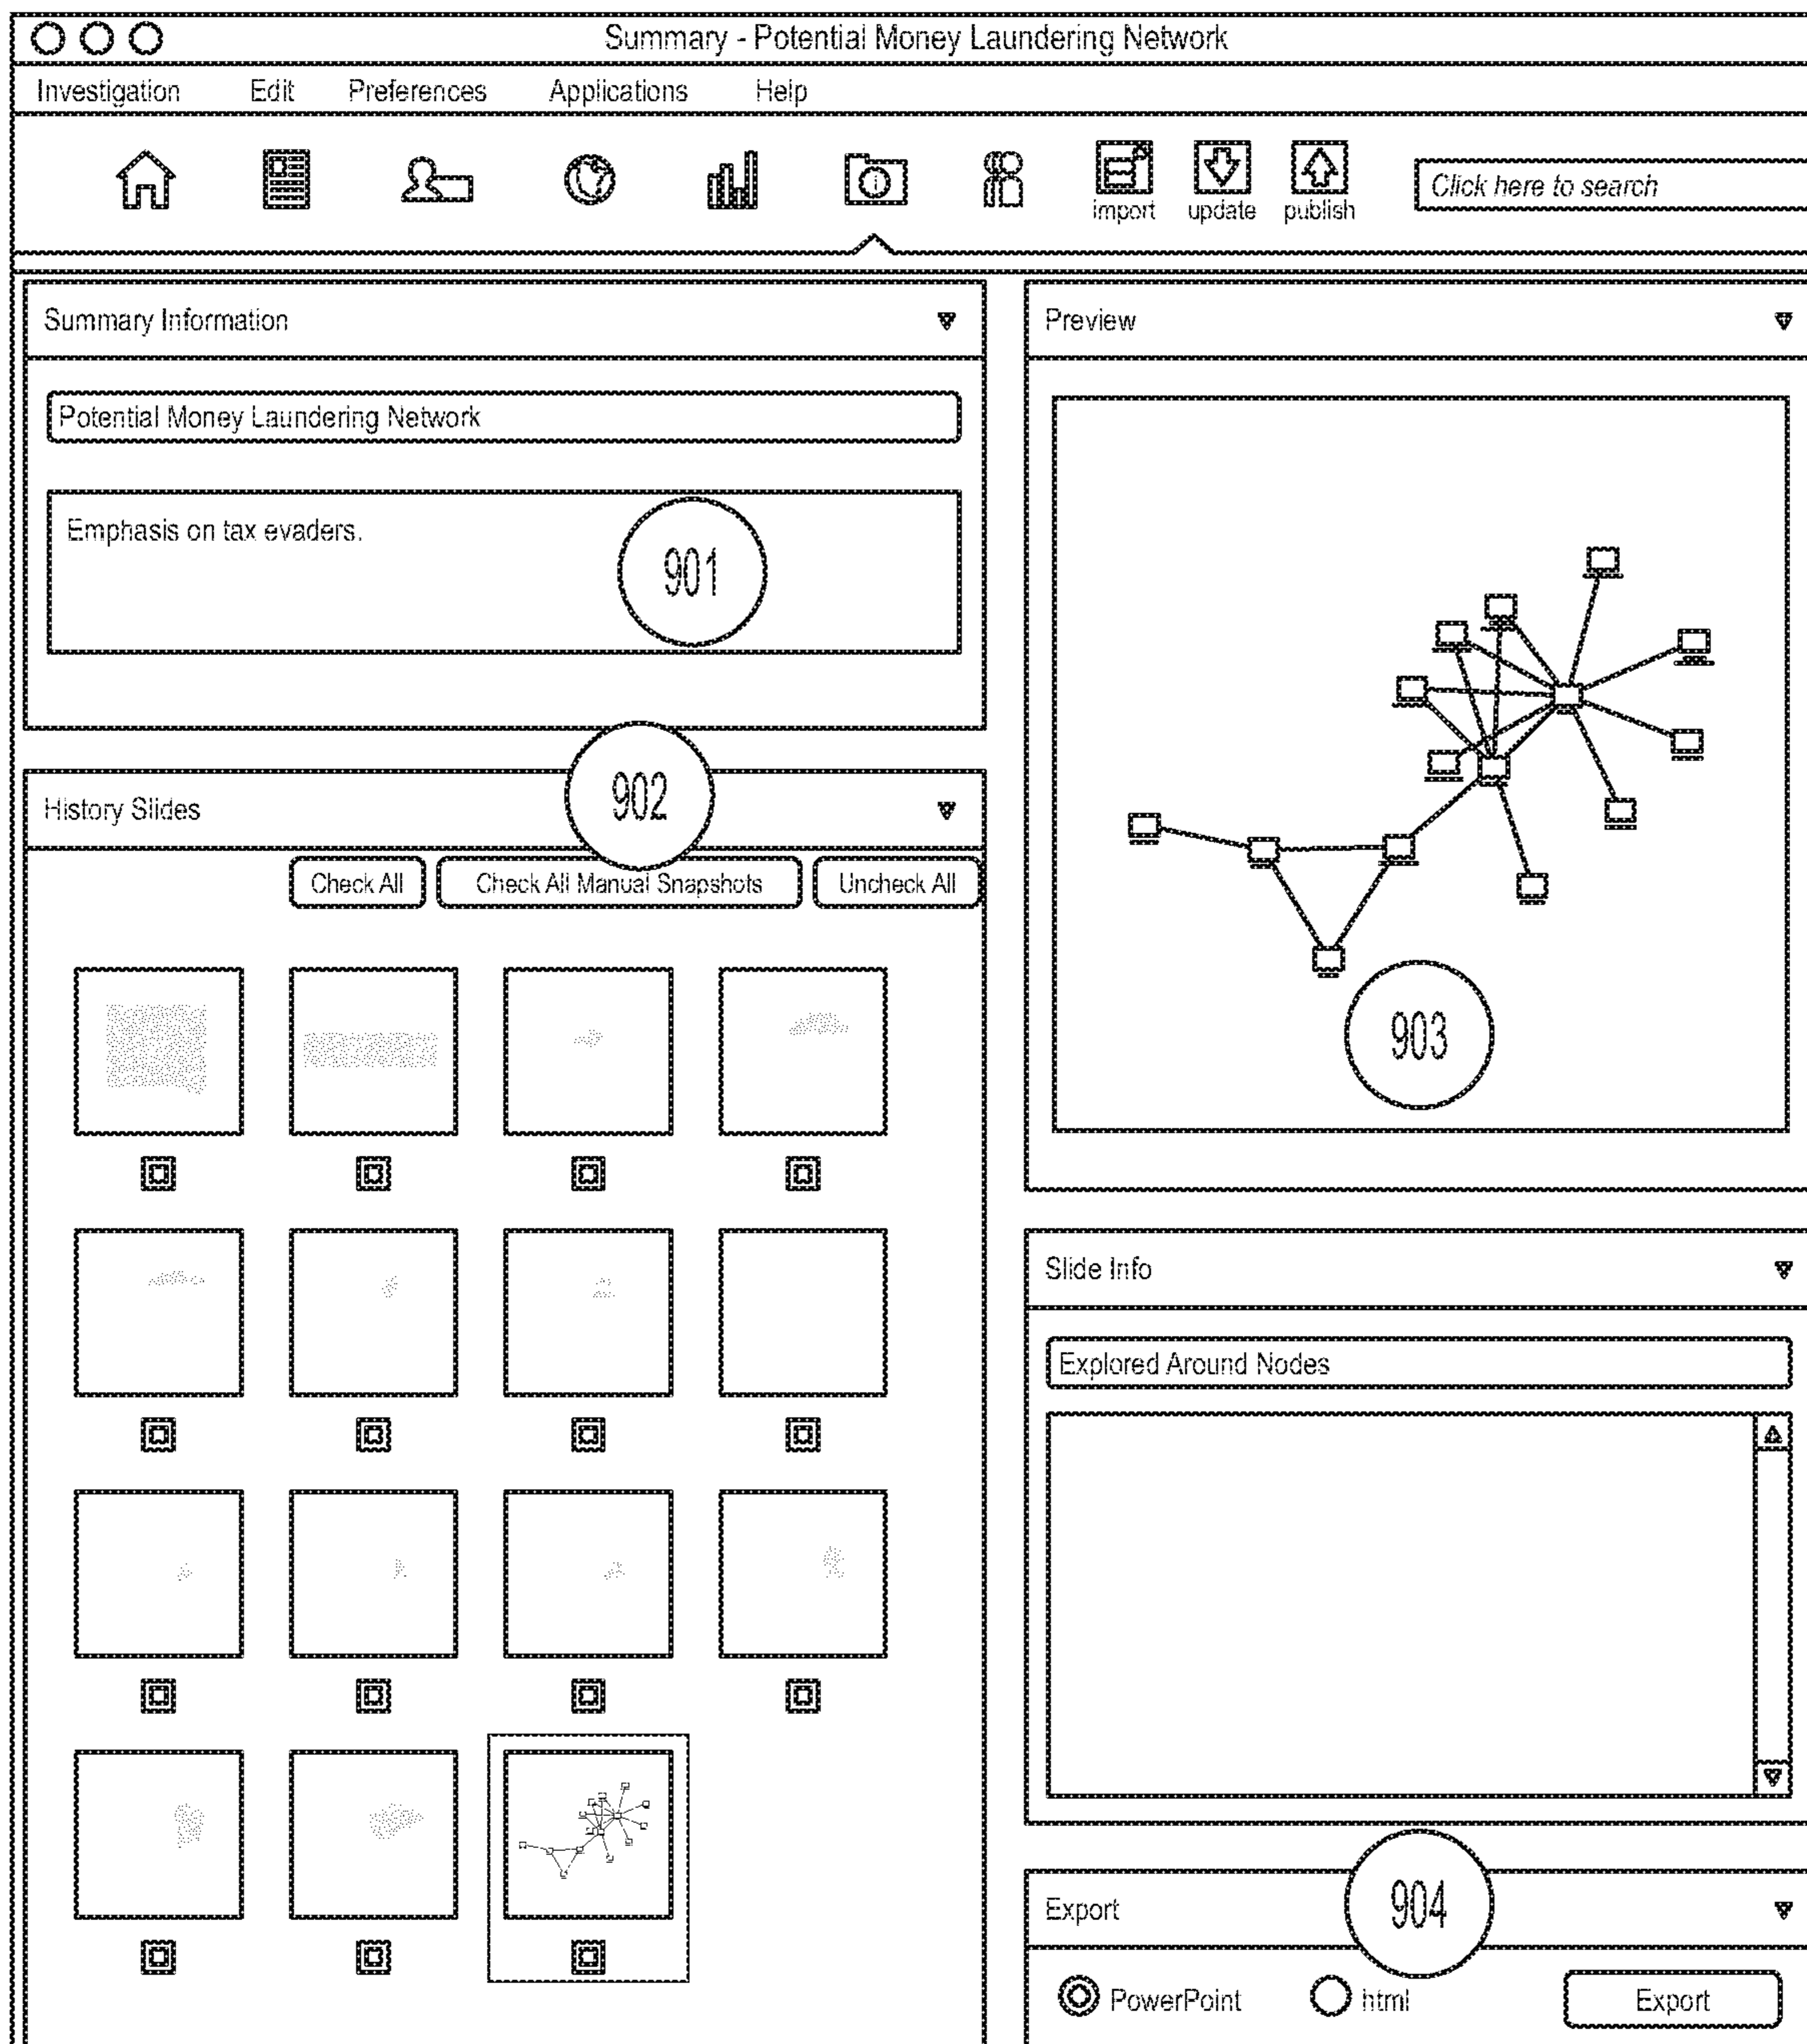 Summary - Potential Money Laundering Network
Investigation Edit Preferences Applications Help
import update publish
Click here to search
Summary Information
Potential Money Laundering Network
Emphasis on tax evaders.
901
902
History Slides
Check All Check All Manual Snapshots Uncheck All
Preview
903
Slide Info
Explored Around Nodes
904
Export
PowerPoint html Export